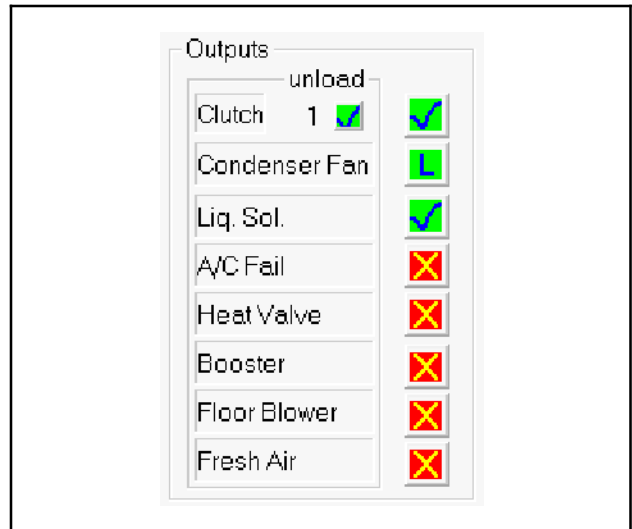 Outputs
unload
Clutch 1
Condenser Fan L
Liq. Sol.
A/C Fail
Heat Valve
Booster
Floor Blower
Fresh Air